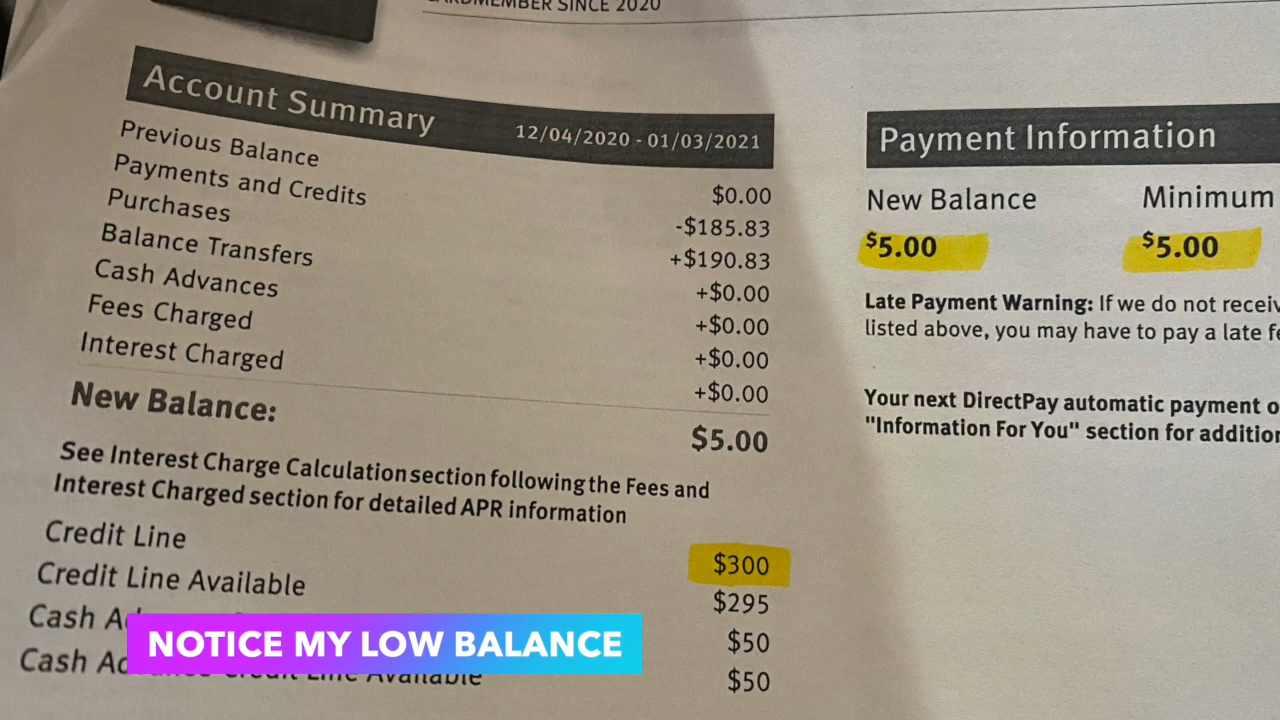 CARDMEMBER SINCE 2020
Account Summary 12/04/2020 - 01/03/2021
Previous Balance $0.00
Payments and Credits -$185.83
Purchases +$190.83
Balance Transfers +$0.00
Cash Advances +$0.00
Fees Charged +$0.00
Interest Charged +$0.00
New Balance: $5.00
See Interest Charge Calculation section following the Fees and
Interest Charged section for detailed APR information
Credit Line $300
Credit Line Available $295
Cash $50
Cash Credit Line Available $50
NOTICE MY LOW BALANCE
Payment Information
New Balance Minimum
$5.00 $5.00
Late Payment Warning: If we do not
listed above, you may have to pay a late
Your next DirectPay automatic payment
"Information For You" section for